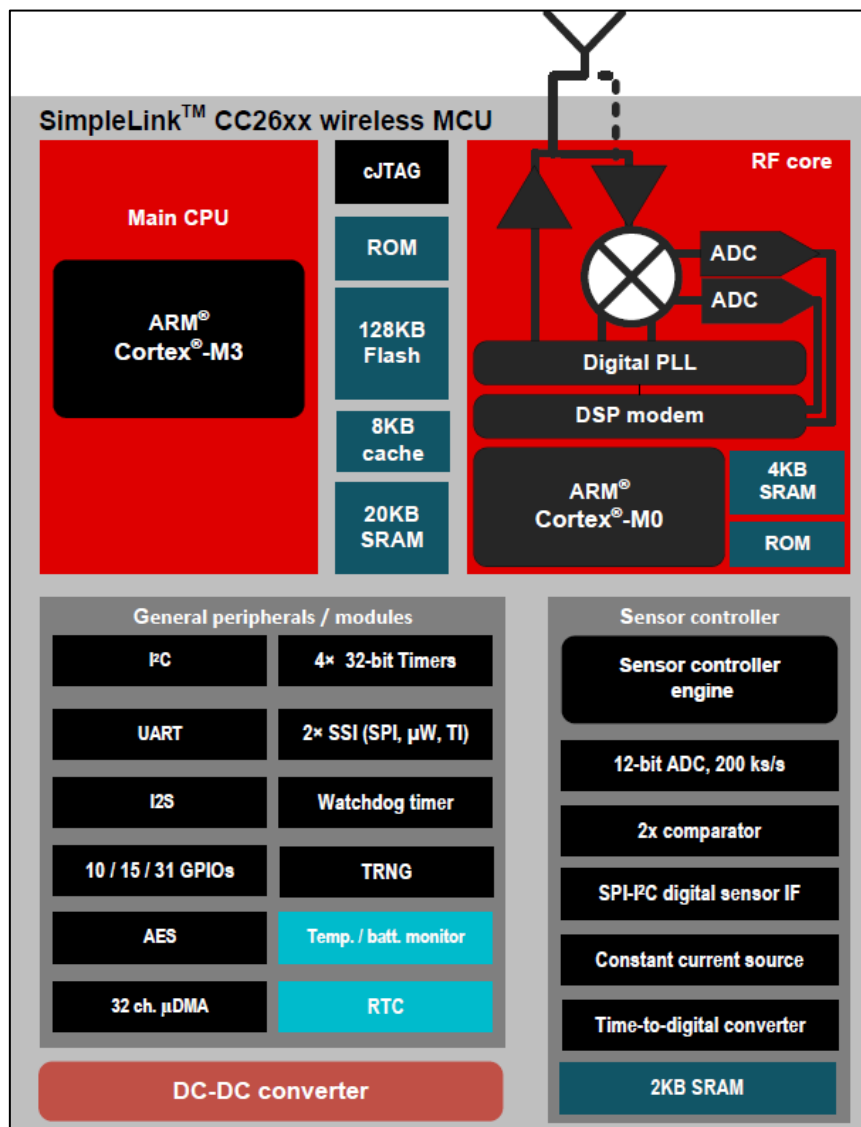 SimpleLink™ CC26xx wireless MCU
Main CPU
ARM®
Cortex®-M3
cJTAG
ROM
128KB
Flash
8KB
cache
20KB
SRAM
RF core
ADC
ADC
Digital PLL
DSP modem
ARM®
Cortex®-M0
4KB
SRAM
ROM
General peripherals / modules
I²C
4× 32-bit Timers
UART
2× SSI (SPI, µW, TI)
I2S
Watchdog timer
10 / 15 / 31 GPIOs
TRNG
AES
Temp. / batt. monitor
32 ch. µDMA
RTC
DC-DC converter
Sensor controller
Sensor controller
engine
12-bit ADC, 200 ks/s
2x comparator
SPI-I²C digital sensor IF
Constant current source
Time-to-digital converter
2KB SRAM